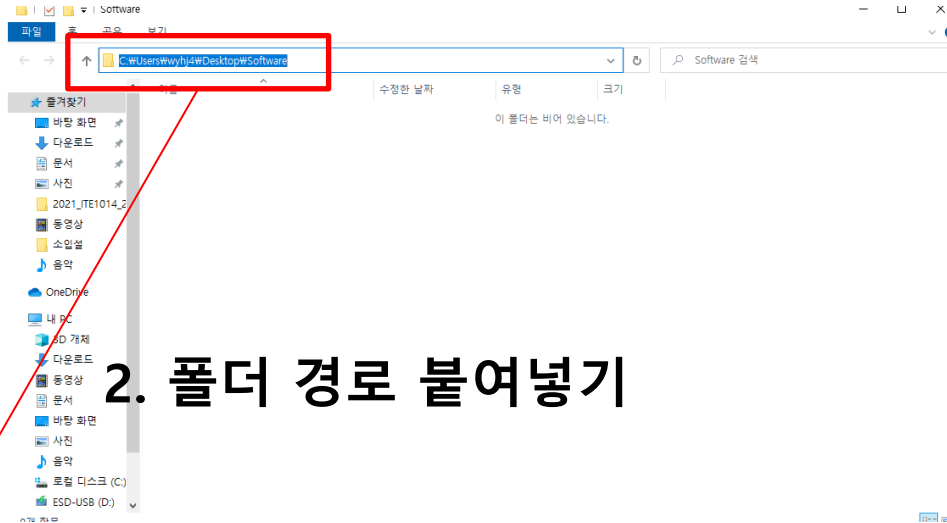 Software
파일 홈 공유 보기
C:₩Users₩wyhj4₩Desktop₩Software
Software 검색
이름 수정한 날짜 유형 크기
이 폴더는 비어 있습니다.
즐겨찾기
바탕 화면
다운로드
문서
사진
2021_ITE1014_2
동영상
소입설
음악
OneDrive
내 PC
3D 개체
다운로드
동영상
문서
바탕 화면
사진
음악
로컬 디스크 (C:)
ESD-USB (D:)
0개 항목
2. 폴더 경로 붙여넣기